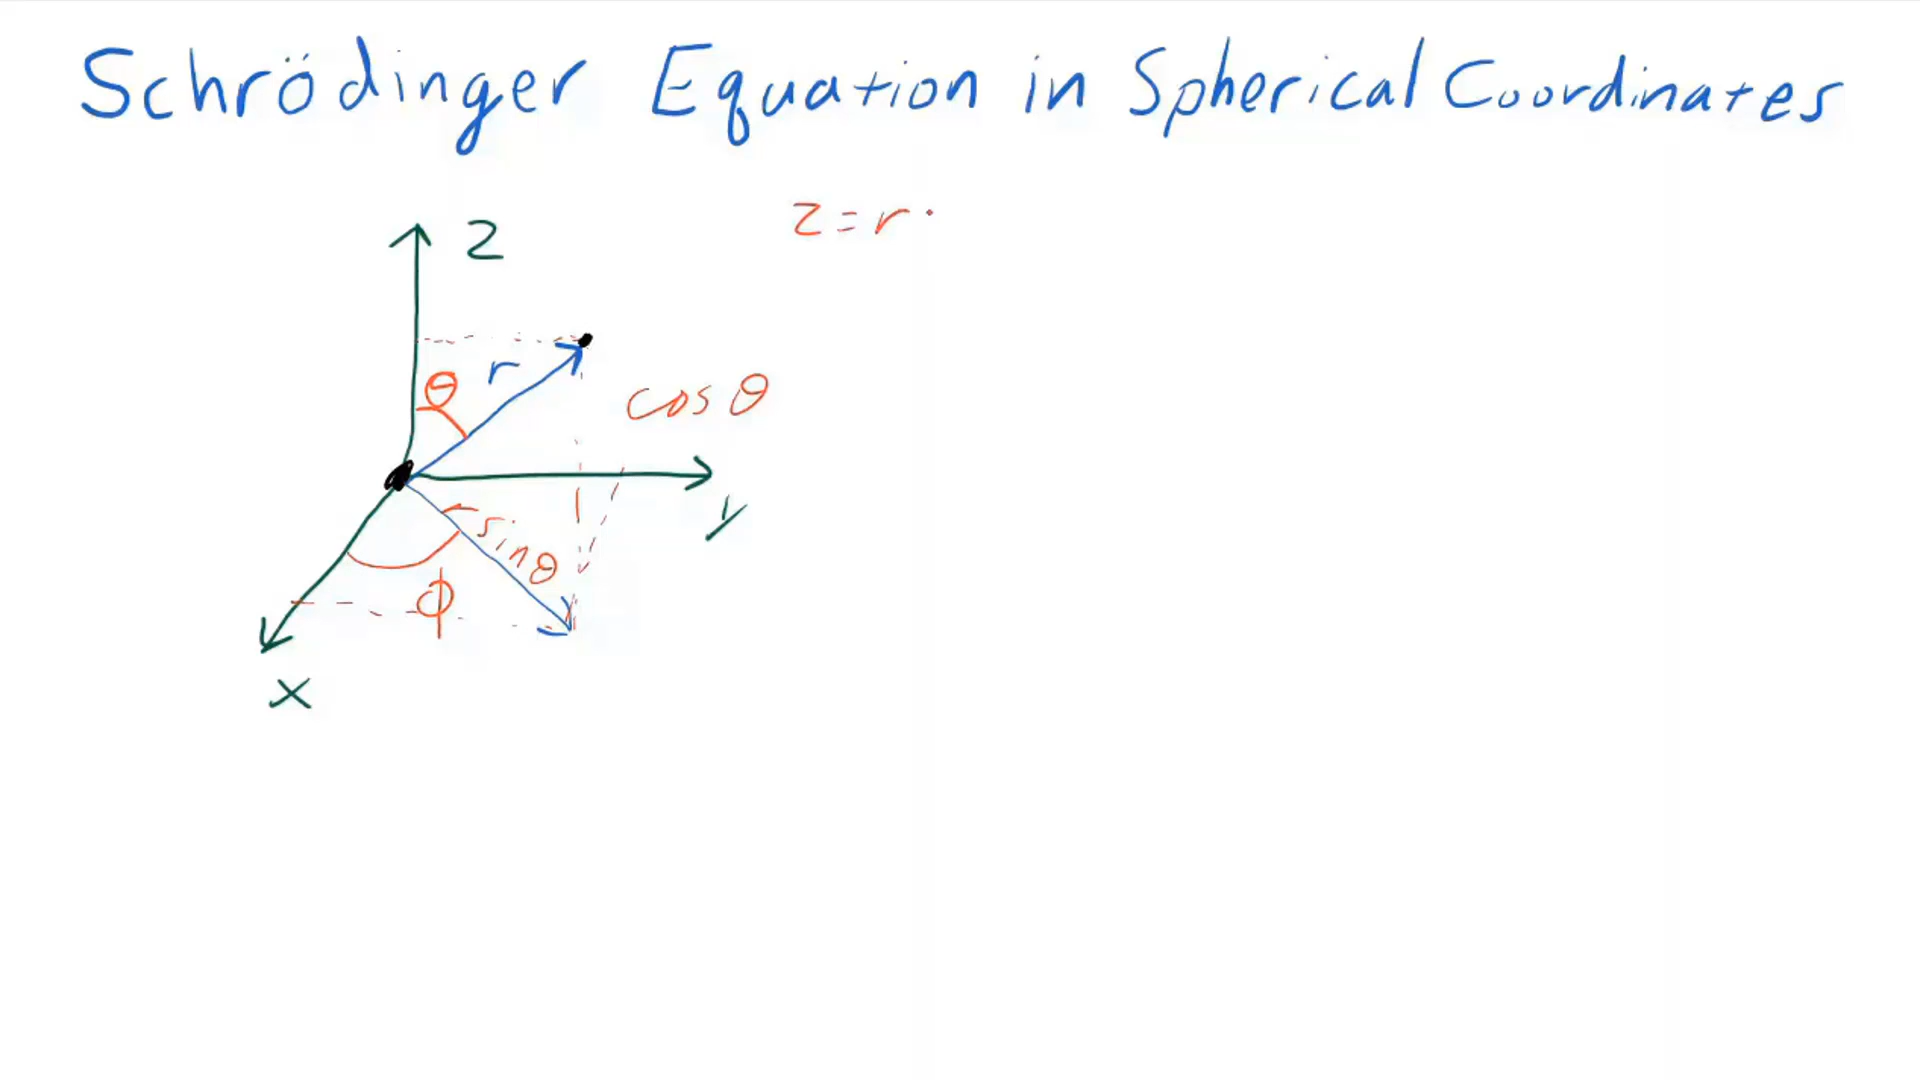 Schrödinger Equation in Spherical Coordinates
z = r ·
z
r
θ
cos θ
y
sin θ
ϕ
x